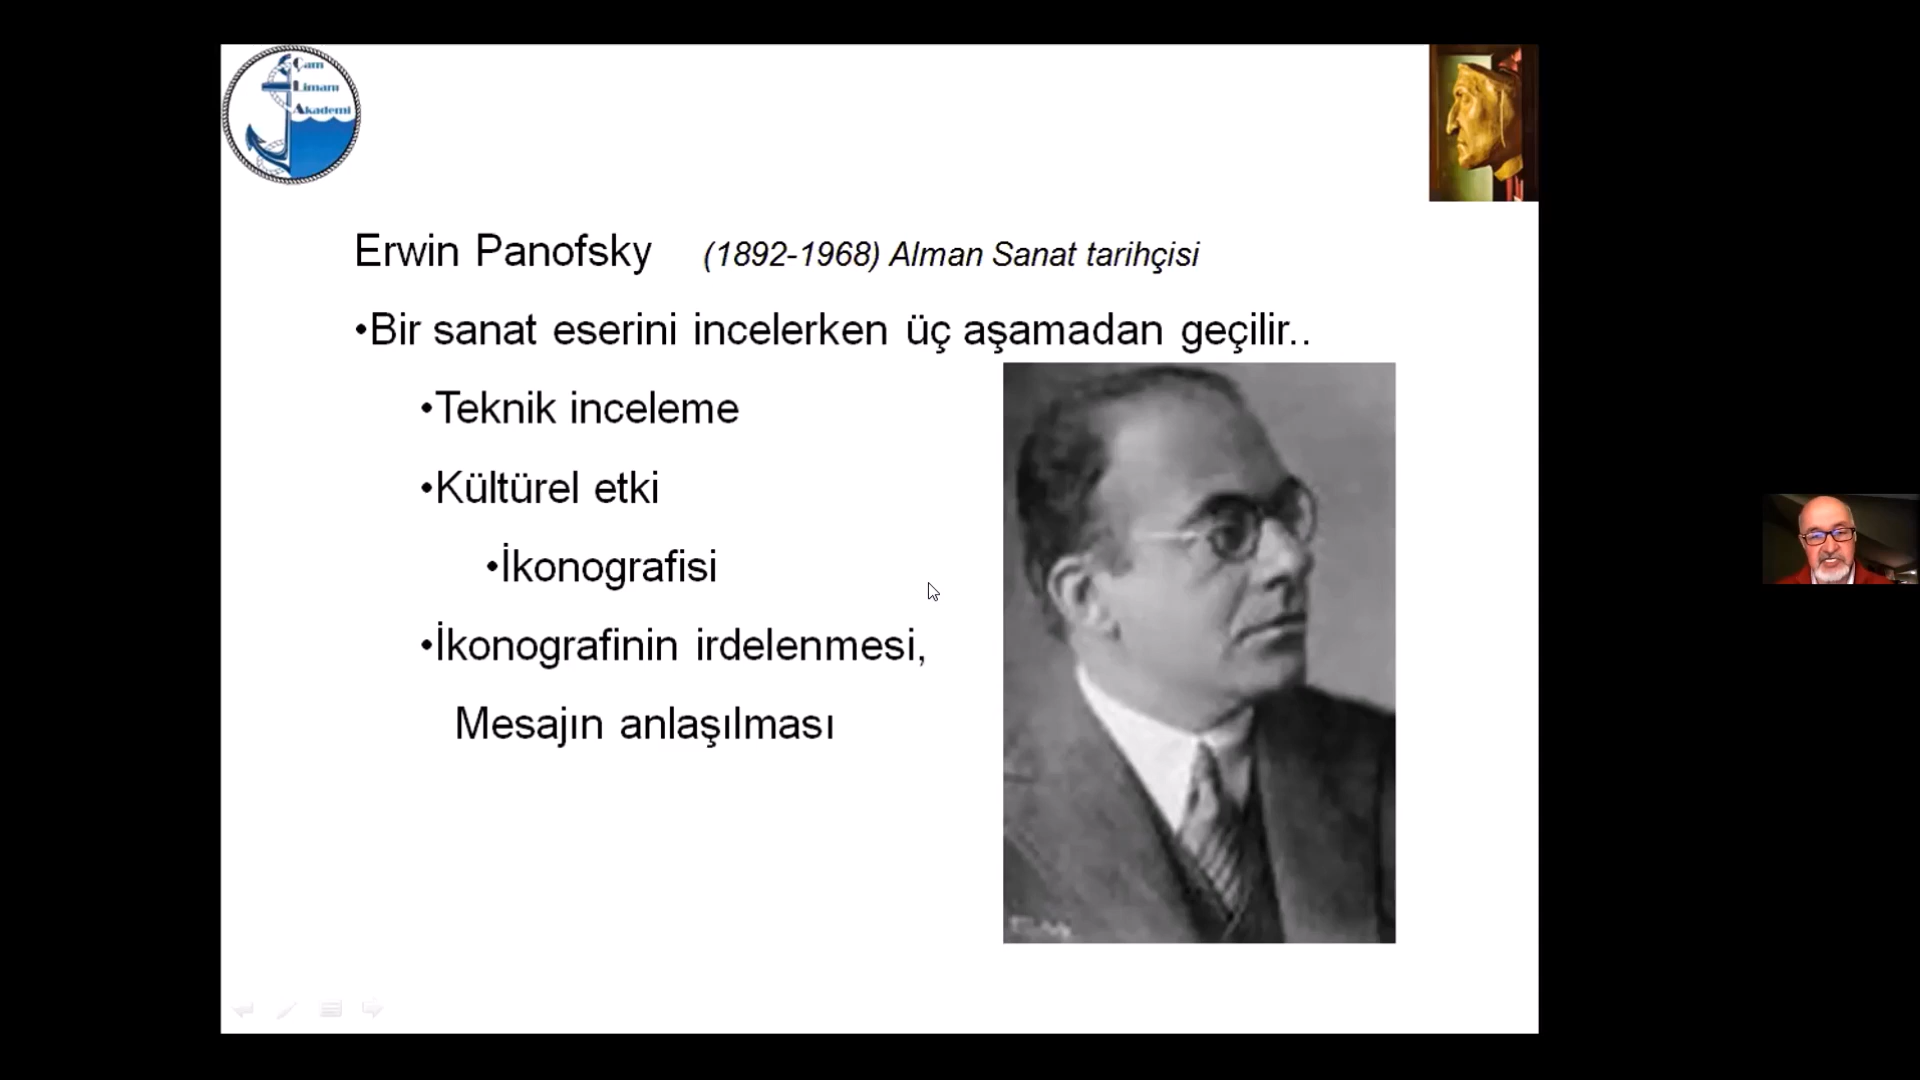 Çam
Limanı
Akademi
Erwin Panofsky (1892-1968) Alman Sanat tarihçisi
•Bir sanat eserini incelerken üç aşamadan geçilir..
•Teknik inceleme
•Kültürel etki
•İkonografisi
•İkonografinin irdelenmesi,
Mesajın anlaşılması